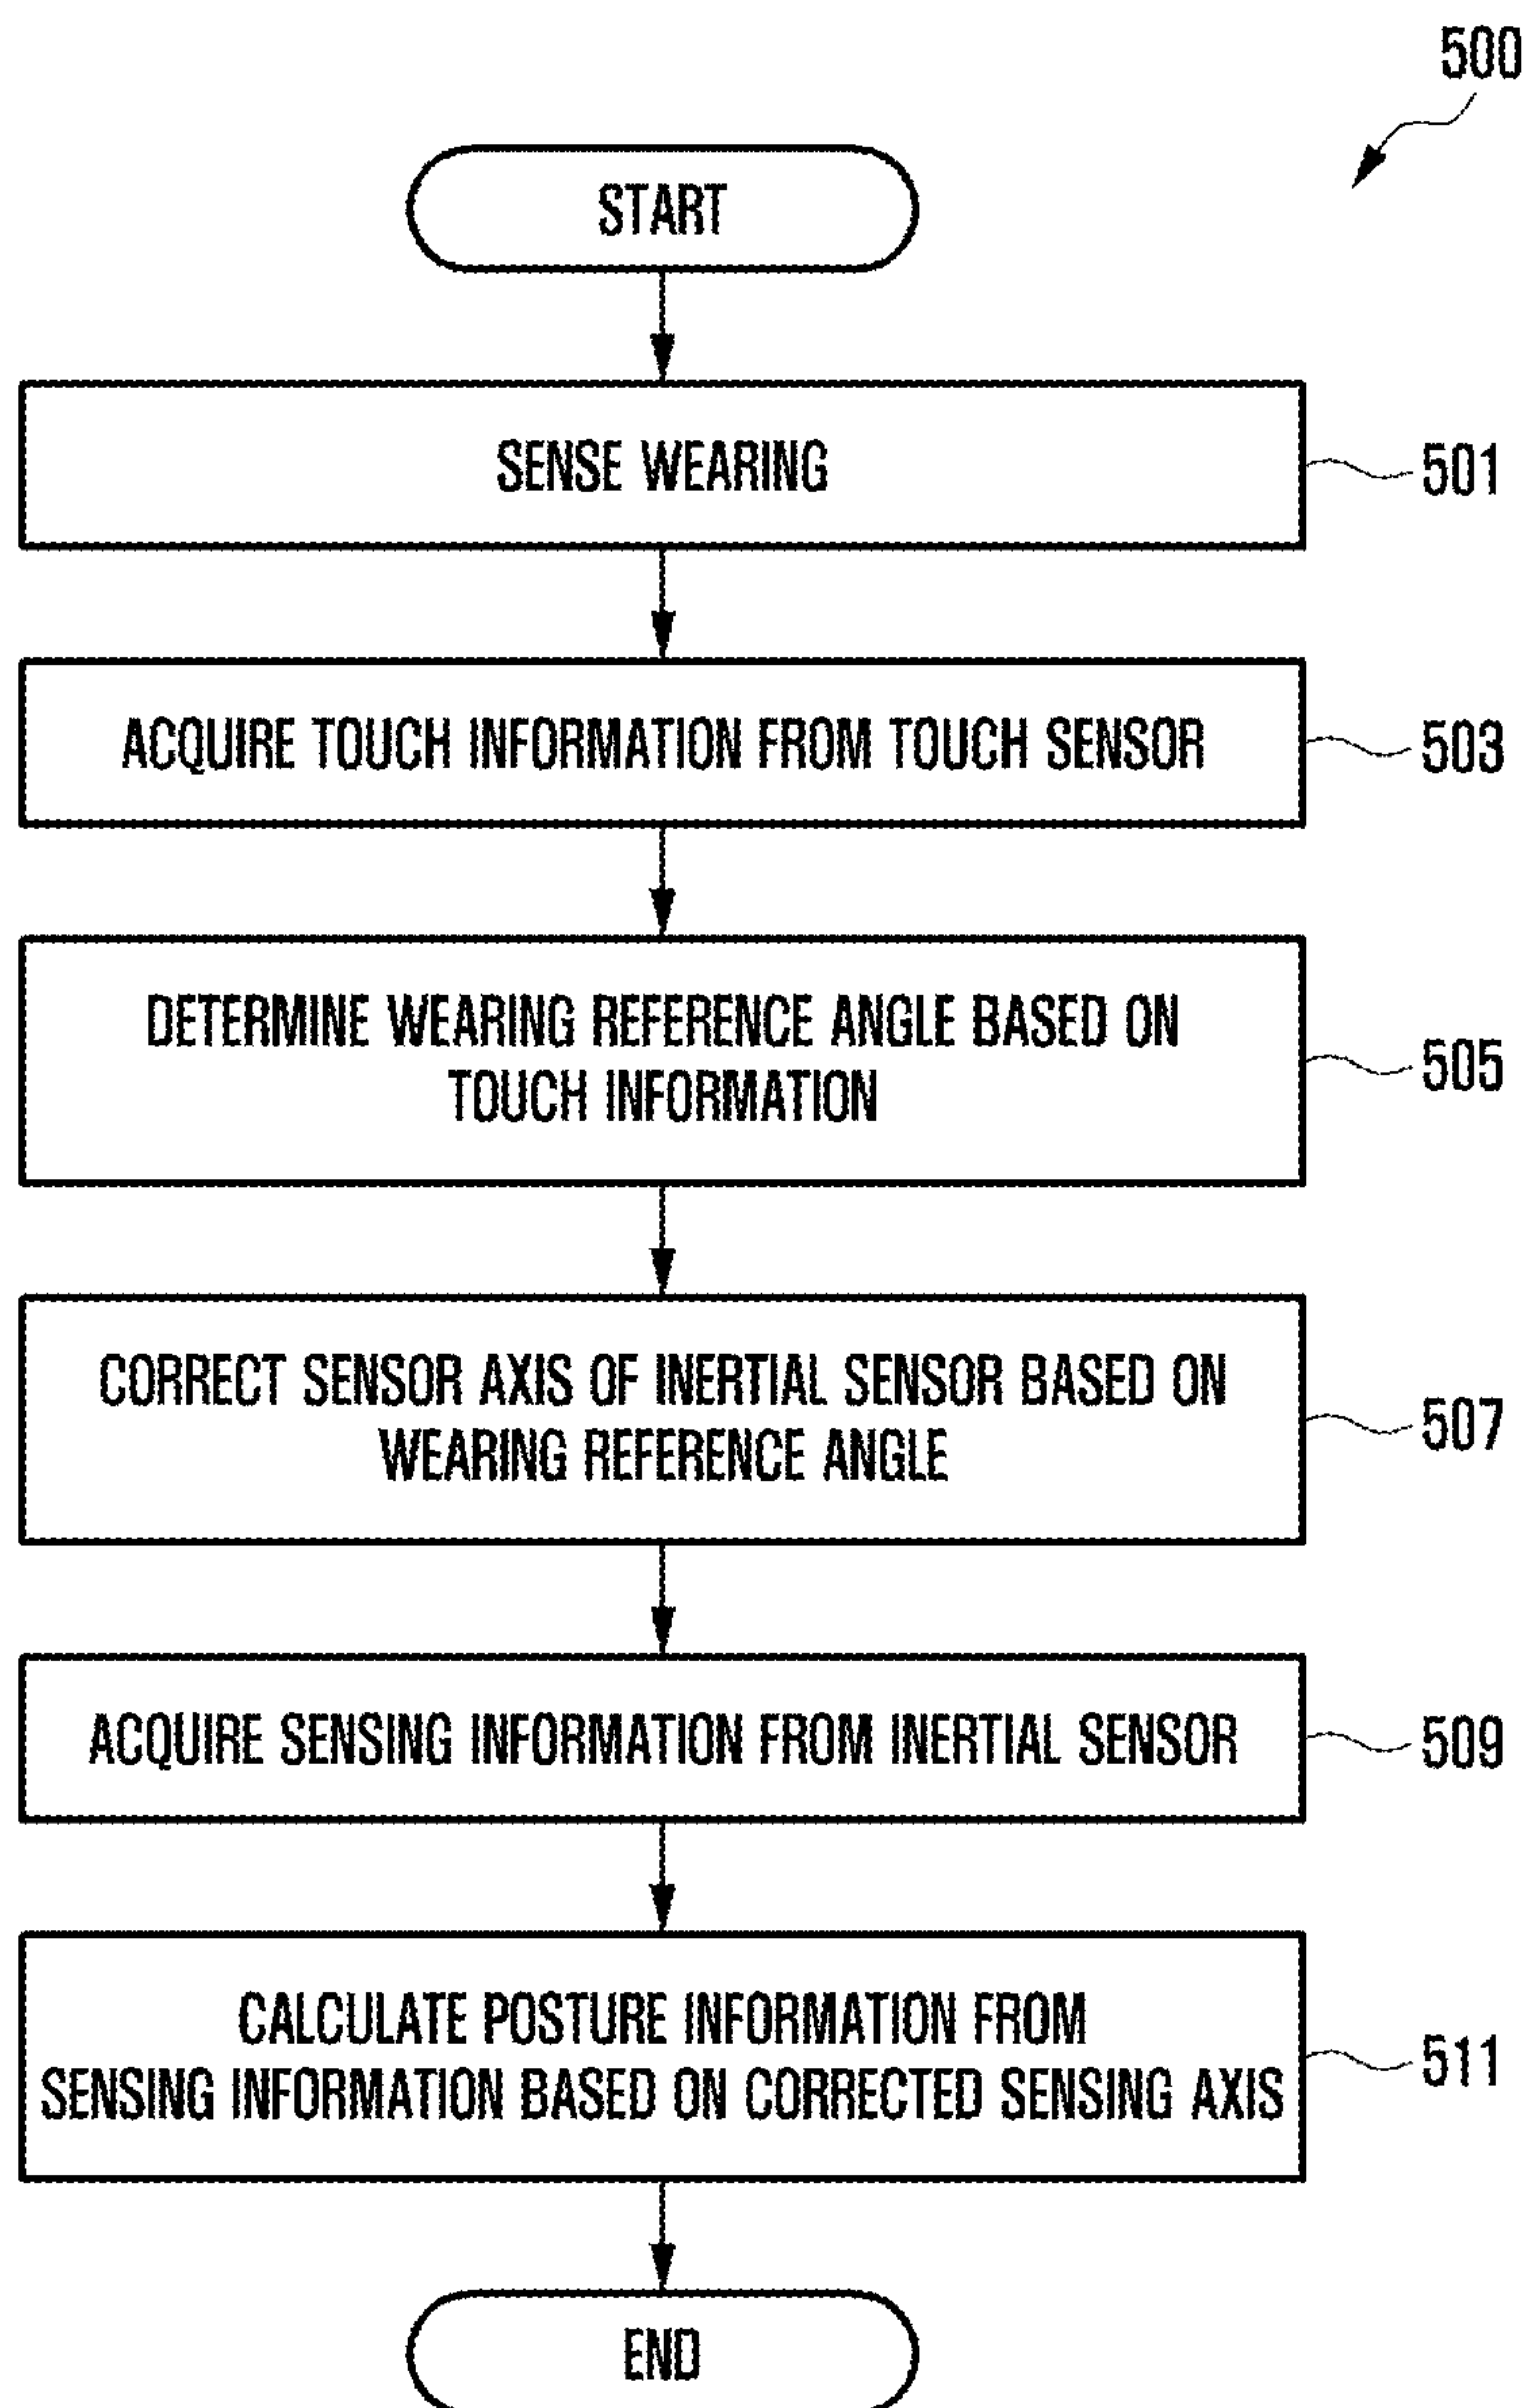 500
START
SENSE WEARING
501
ACQUIRE TOUCH INFORMATION FROM TOUCH SENSOR
503
DETERMINE WEARING REFERENCE ANGLE BASED ON
TOUCH INFORMATION
505
CORRECT SENSOR AXIS OF INERTIAL SENSOR BASED ON
WEARING REFERENCE ANGLE
507
ACQUIRE SENSING INFORMATION FROM INERTIAL SENSOR
509
CALCULATE POSTURE INFORMATION FROM
SENSING INFORMATION BASED ON CORRECTED SENSING AXIS
511
END